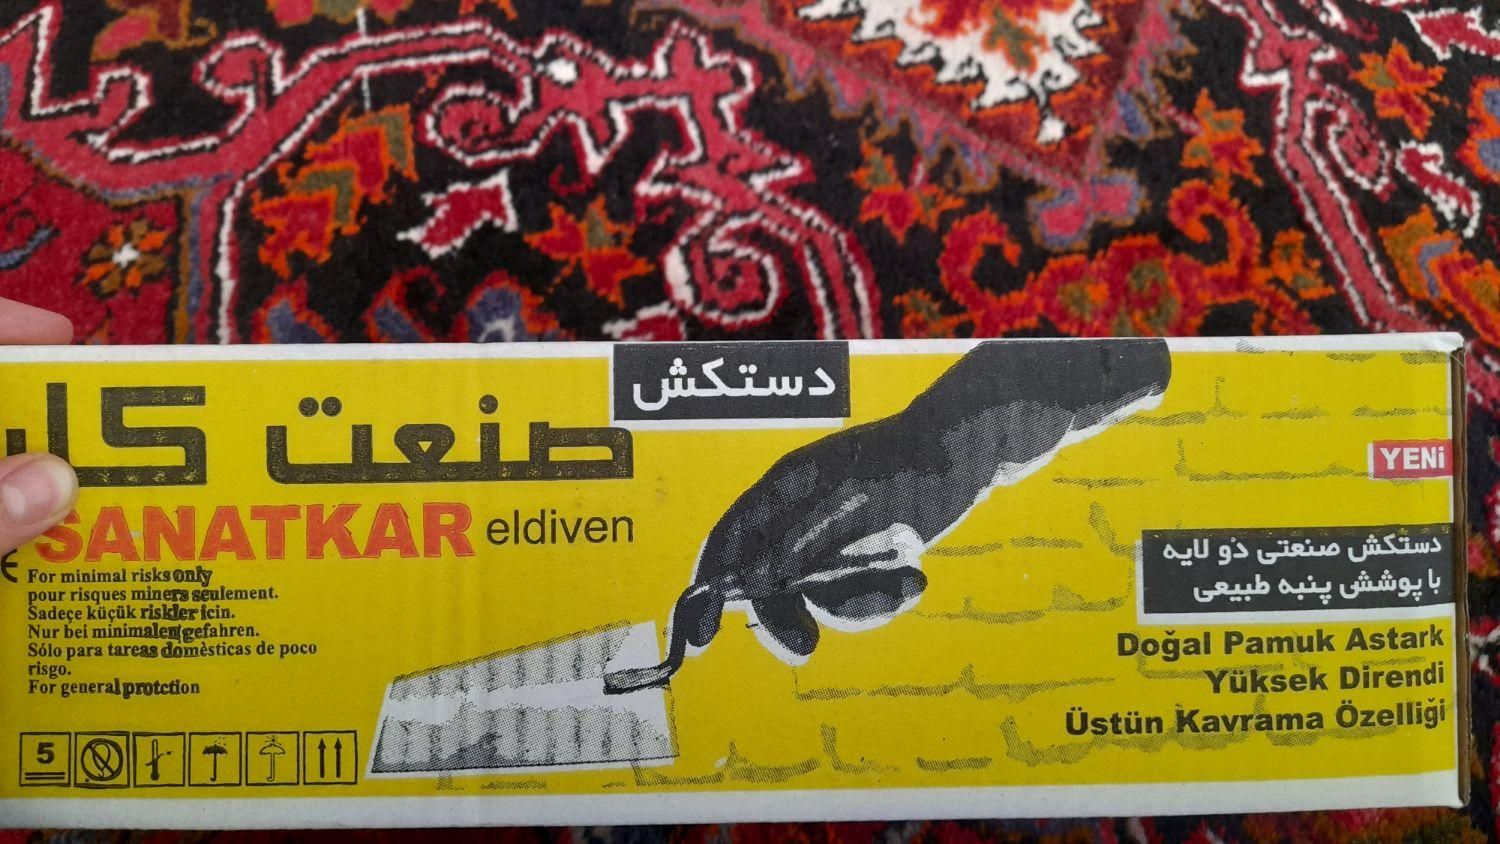 دستکش
صنعت کار
SANATKAR eldiven
For minimal risks only
pour risques miners seulement.
Sadeçe küçük riskler icin.
Nur bei minimalen gefahren.
Sólo para tareas domèsticas de poco
risgo.
For general protction
5
YENi
دستکش صنعتی دو لایه
با پوشش پنبه طبیعی
Doğal Pamuk Astark
Yüksek Direndi
Üstün Kavrama Özelliği